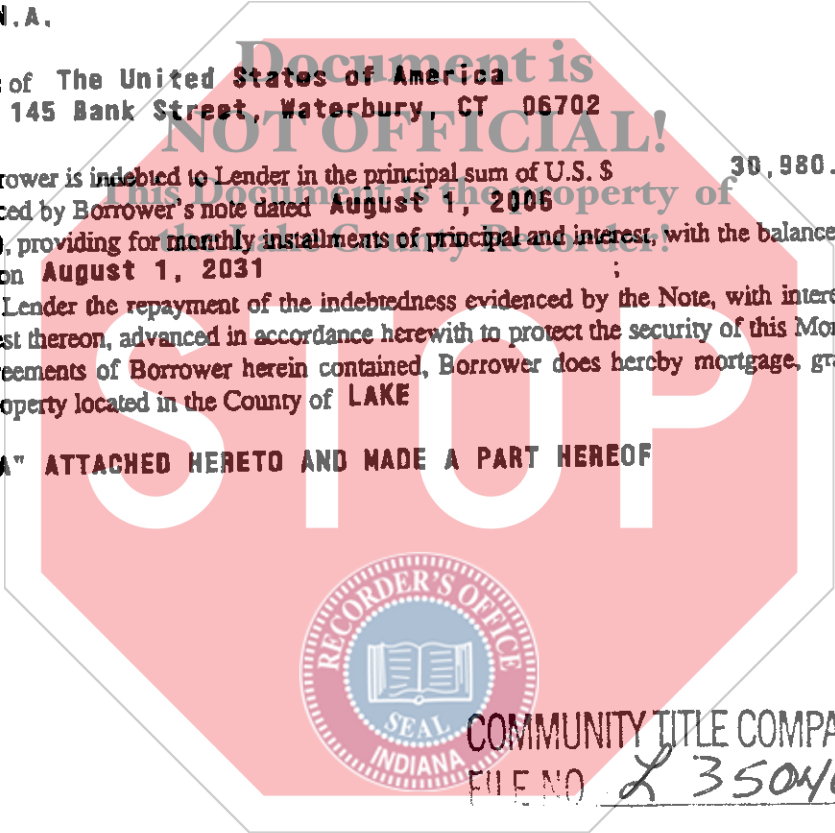 N.A.
of The United States of America
145 Bank Street, Waterbury, CT 06702
rower is indebted to Lender in the principal sum of U.S. $ 30,980.
ced by Borrower's note dated August 1, 2006
), providing for monthly installments of principal and interest, with the balance
on August 1, 2031 ;
Lender the repayment of the indebtedness evidenced by the Note, with intere
est thereon, advanced in accordance herewith to protect the security of this Mor
eements of Borrower herein contained, Borrower does hereby mortgage, gra
operty located in the County of LAKE
A" ATTACHED HERETO AND MADE A PART HEREOF
Document is
NOT OFFICIAL!
This Document is the property of
the Lake County Recorder!
STOP
RECORDER'S OFFICE
SEAL
INDIANA
COMMUNITY TITLE COMPA
FILE NO L 3504